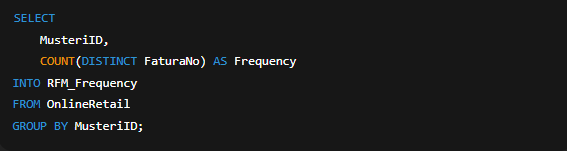 SELECT
    MusteriID,
    COUNT(DISTINCT FaturaNo) AS Frequency
INTO RFM_Frequency
FROM OnlineRetail
GROUP BY MusteriID;